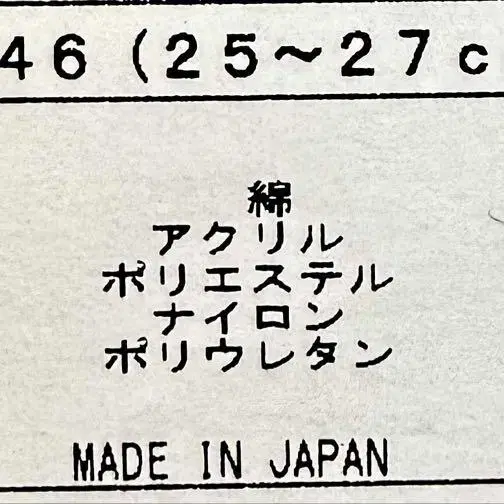 46（25～27c
綿
アクリル
ポリエステル
ナイロン
ポリウレタン
MADE IN JAPAN